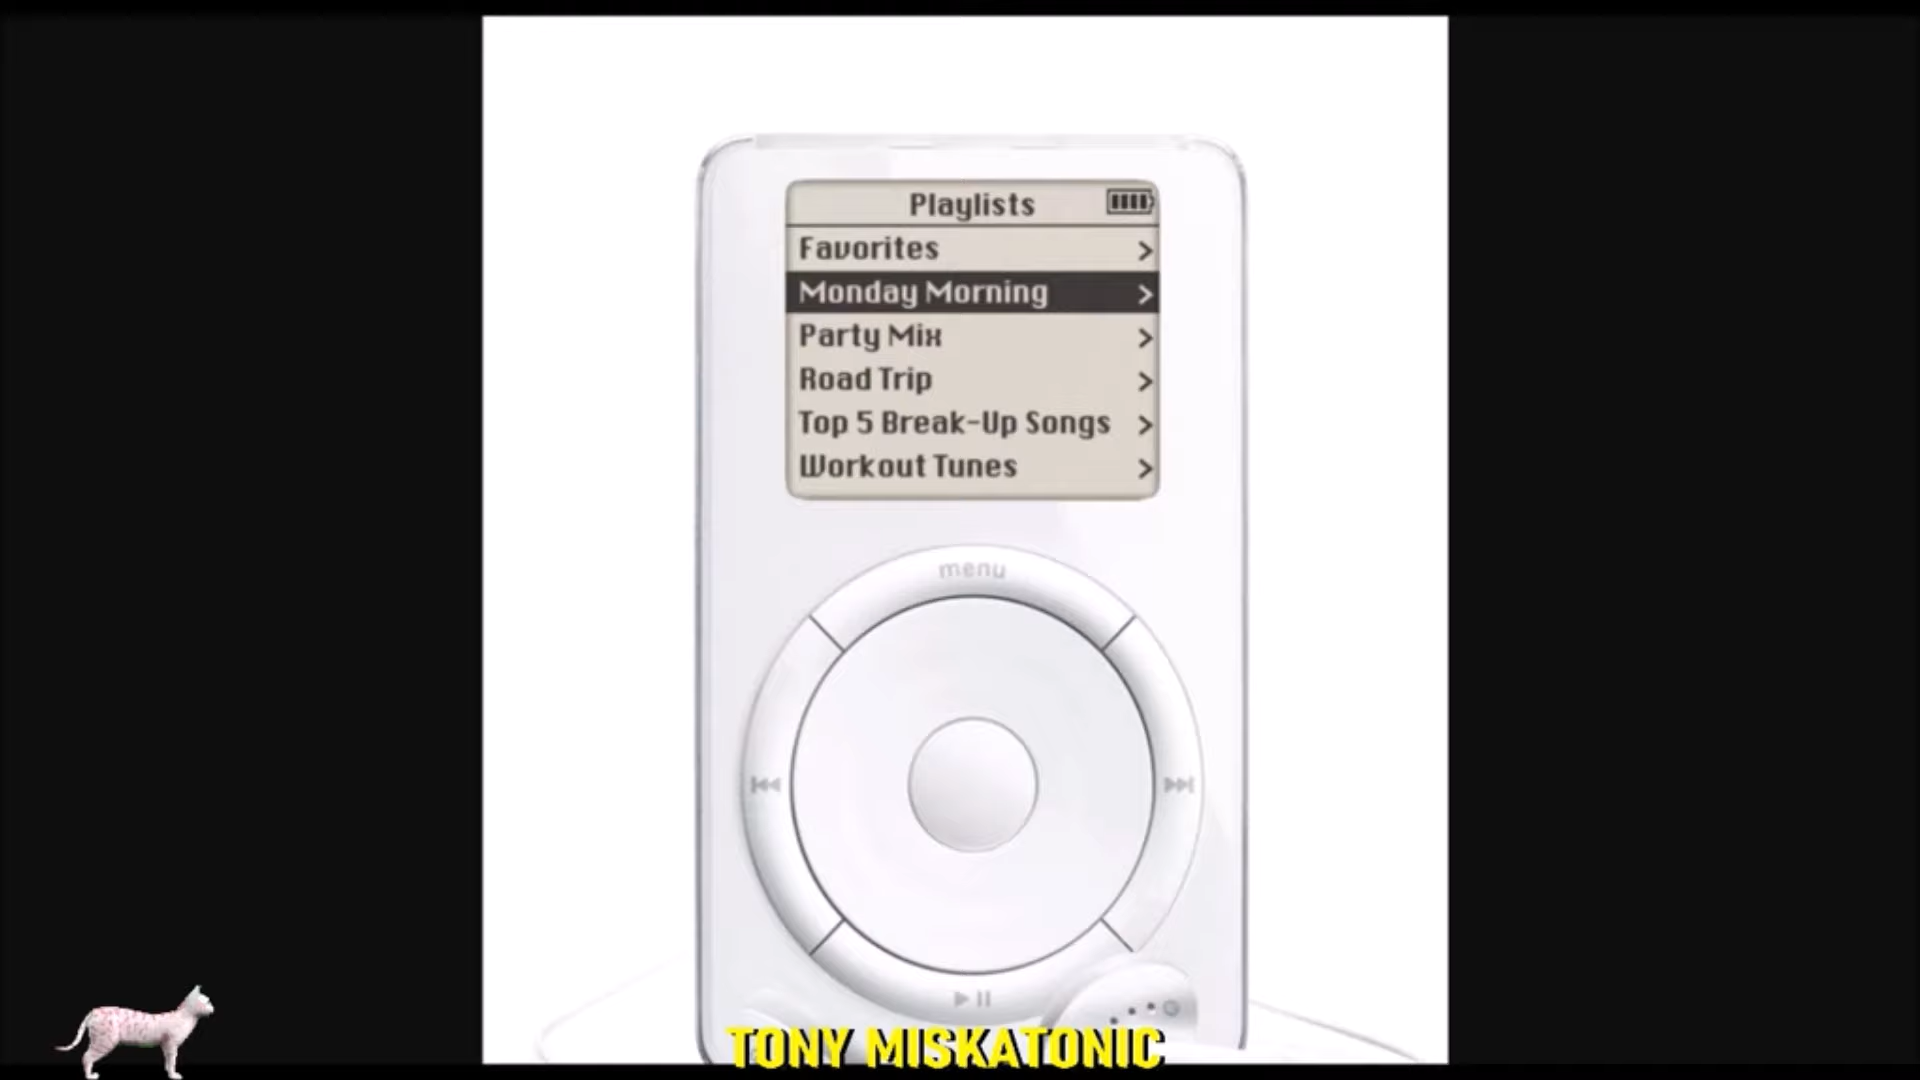 Playlists
Favorites
Monday Morning
Party Mix
Road Trip
Top 5 Break-Up Songs
Workout Tunes
menu
TONY MISKATONIC